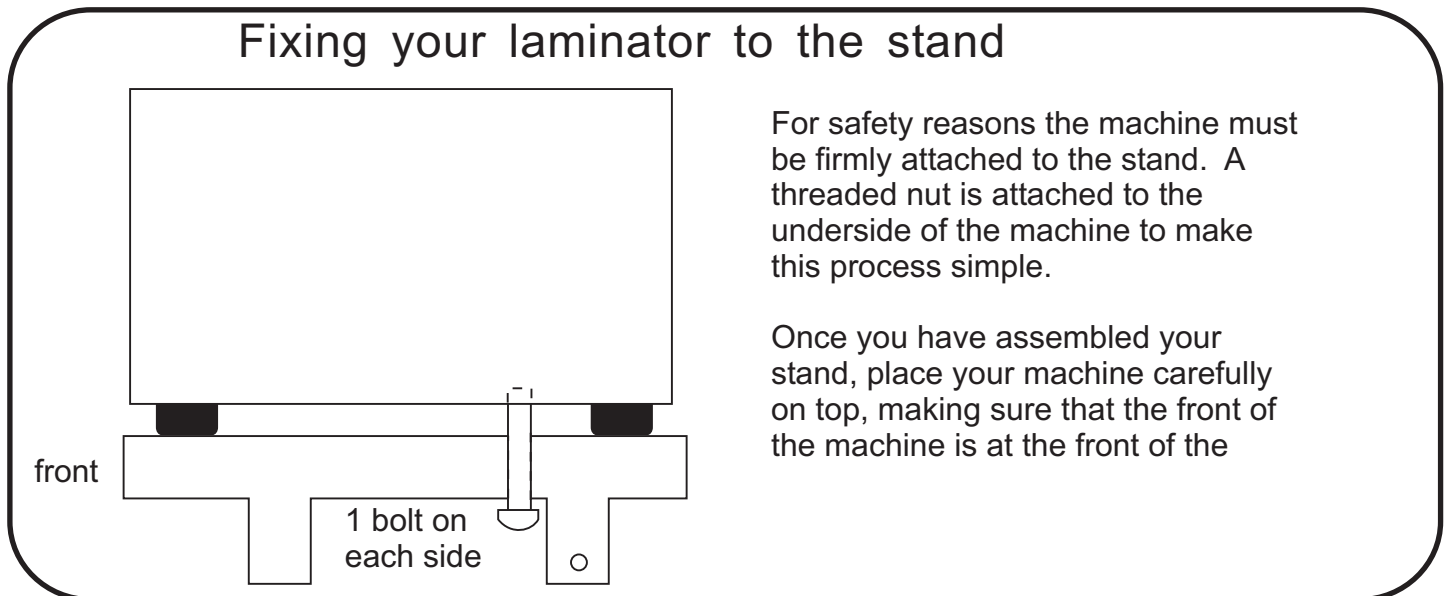 Fixing your laminator to the stand
For safety reasons the machine must
be firmly attached to the stand.  A
threaded nut is attached to the
underside of the machine to make
this process simple.
Once you have assembled your
stand, place your machine carefully
on top, making sure that the front of
the machine is at the front of the
front
1 bolt on
each side